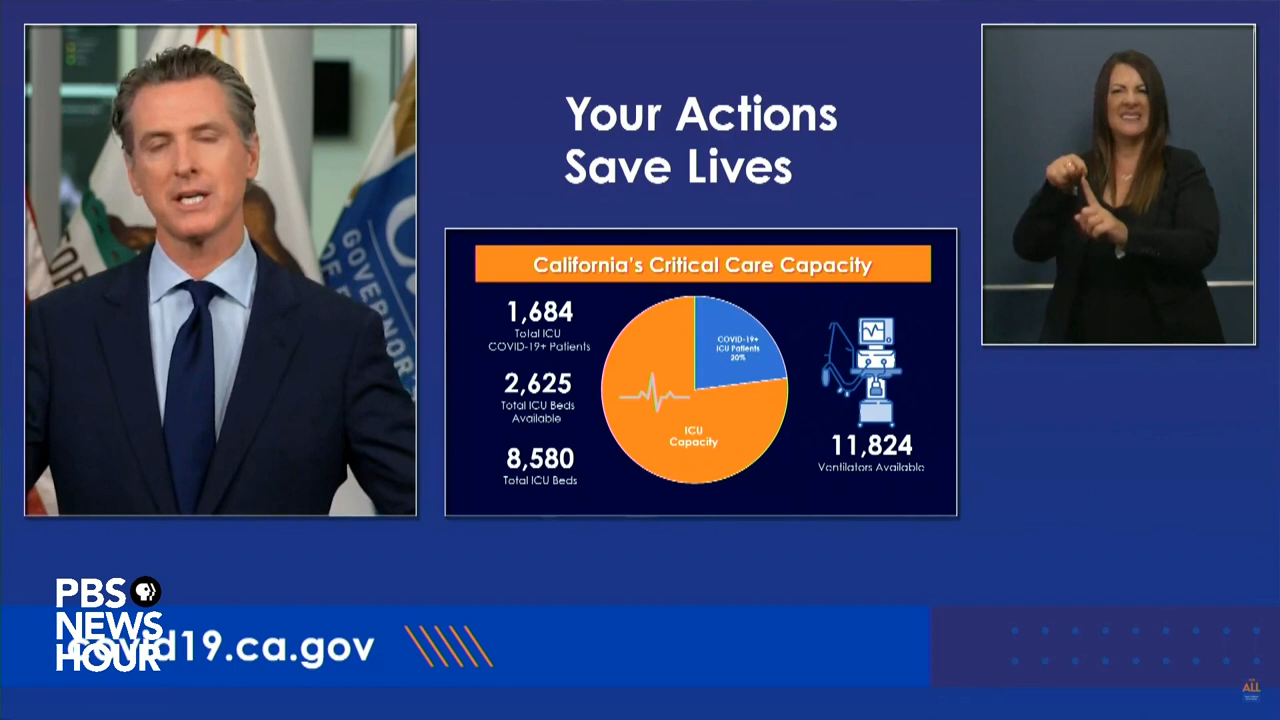 Your Actions
Save Lives
California's Critical Care Capacity
1,684
Total ICU
COVID-19+ Patients
2,625
Total ICU Beds
Available
8,580
Total ICU Beds
COVID-19+
ICU Patients
20%
ICU
Capacity
11,824
Ventilators Available
GOVERNOR
PBS
NEWS
HOUR
covid19.ca.gov
ALL